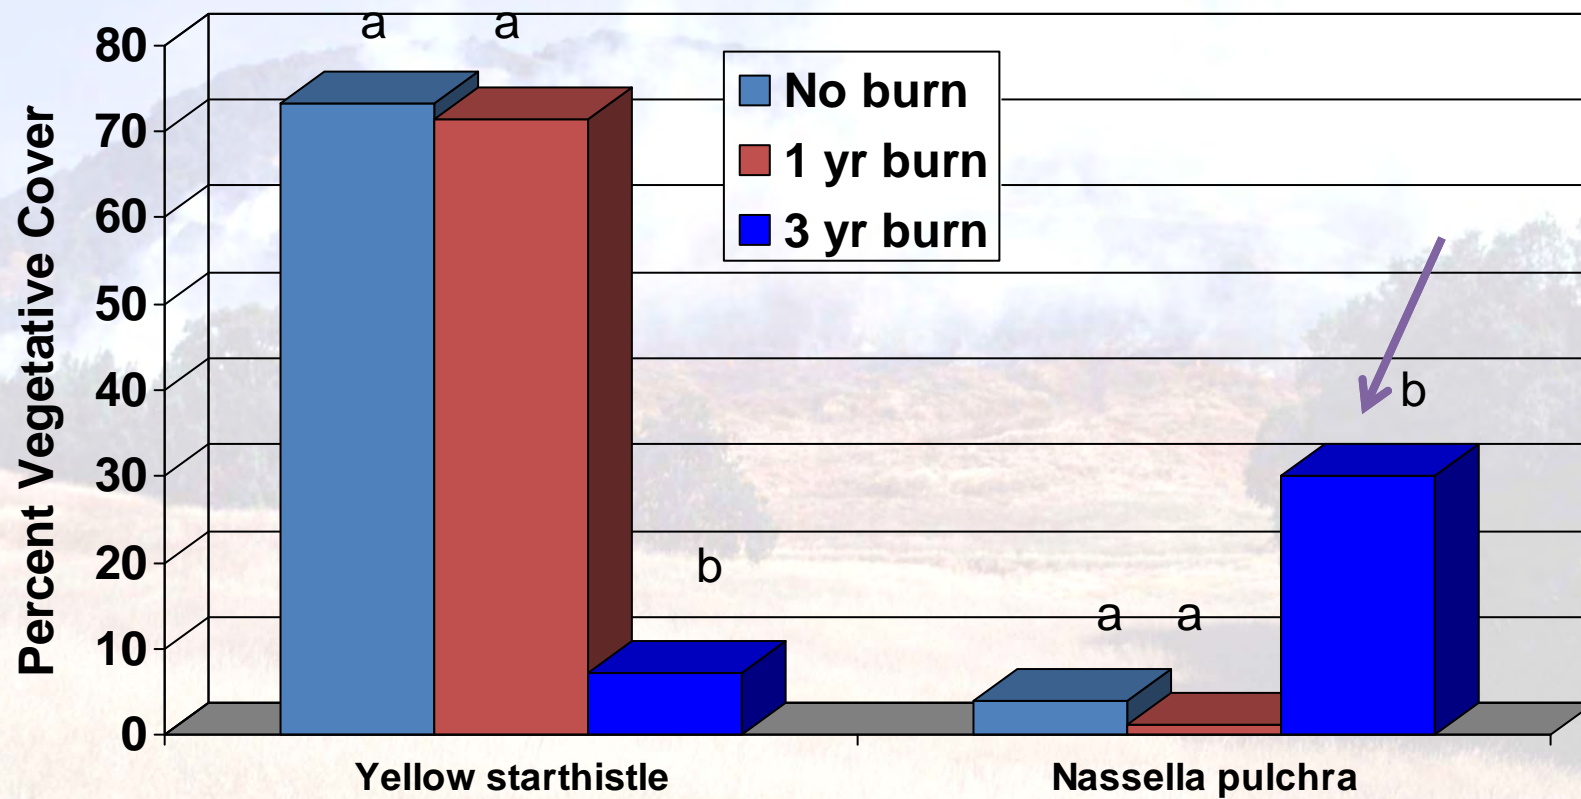 Percent Vegetative Cover
80
70
60
50
40
30
20
10
0
a a
No burn
1 yr burn
3 yr burn
b
a a
b
Yellow starthistle
Nassella pulchra